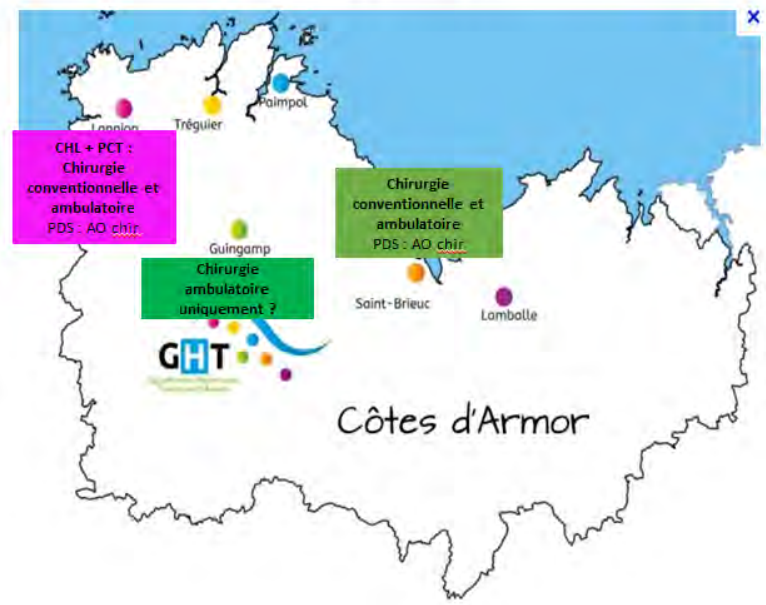 Paimpol
Lannion
Tréguier
CHL + PCT :
Chirurgie
conventionnelle et
ambulatoire
PDS : AO chir
Chirurgie
conventionnelle et
ambulatoire
PDS : AO chir
Guingamp
Chirurgie
ambulatoire
uniquement ?
Saint-Brieuc
Lamballe
GHT
Côtes d'Armor